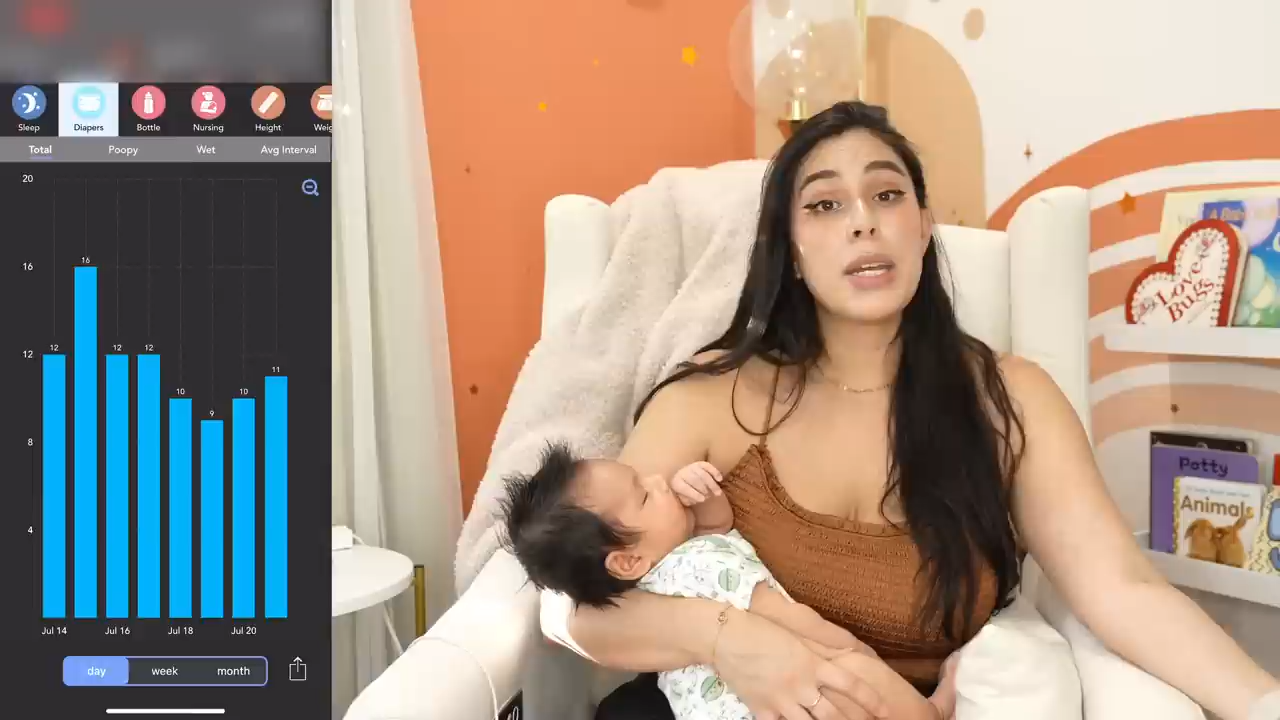 Sleep Diapers Bottle Nursing Height Weig
Total Poopy Wet Avg Interval
20
16
12
8
4
12 16 12 12 10 9 10 11
Jul 14 Jul 16 Jul 18 Jul 20
day week month
Love
Bugs
Potty
Animals